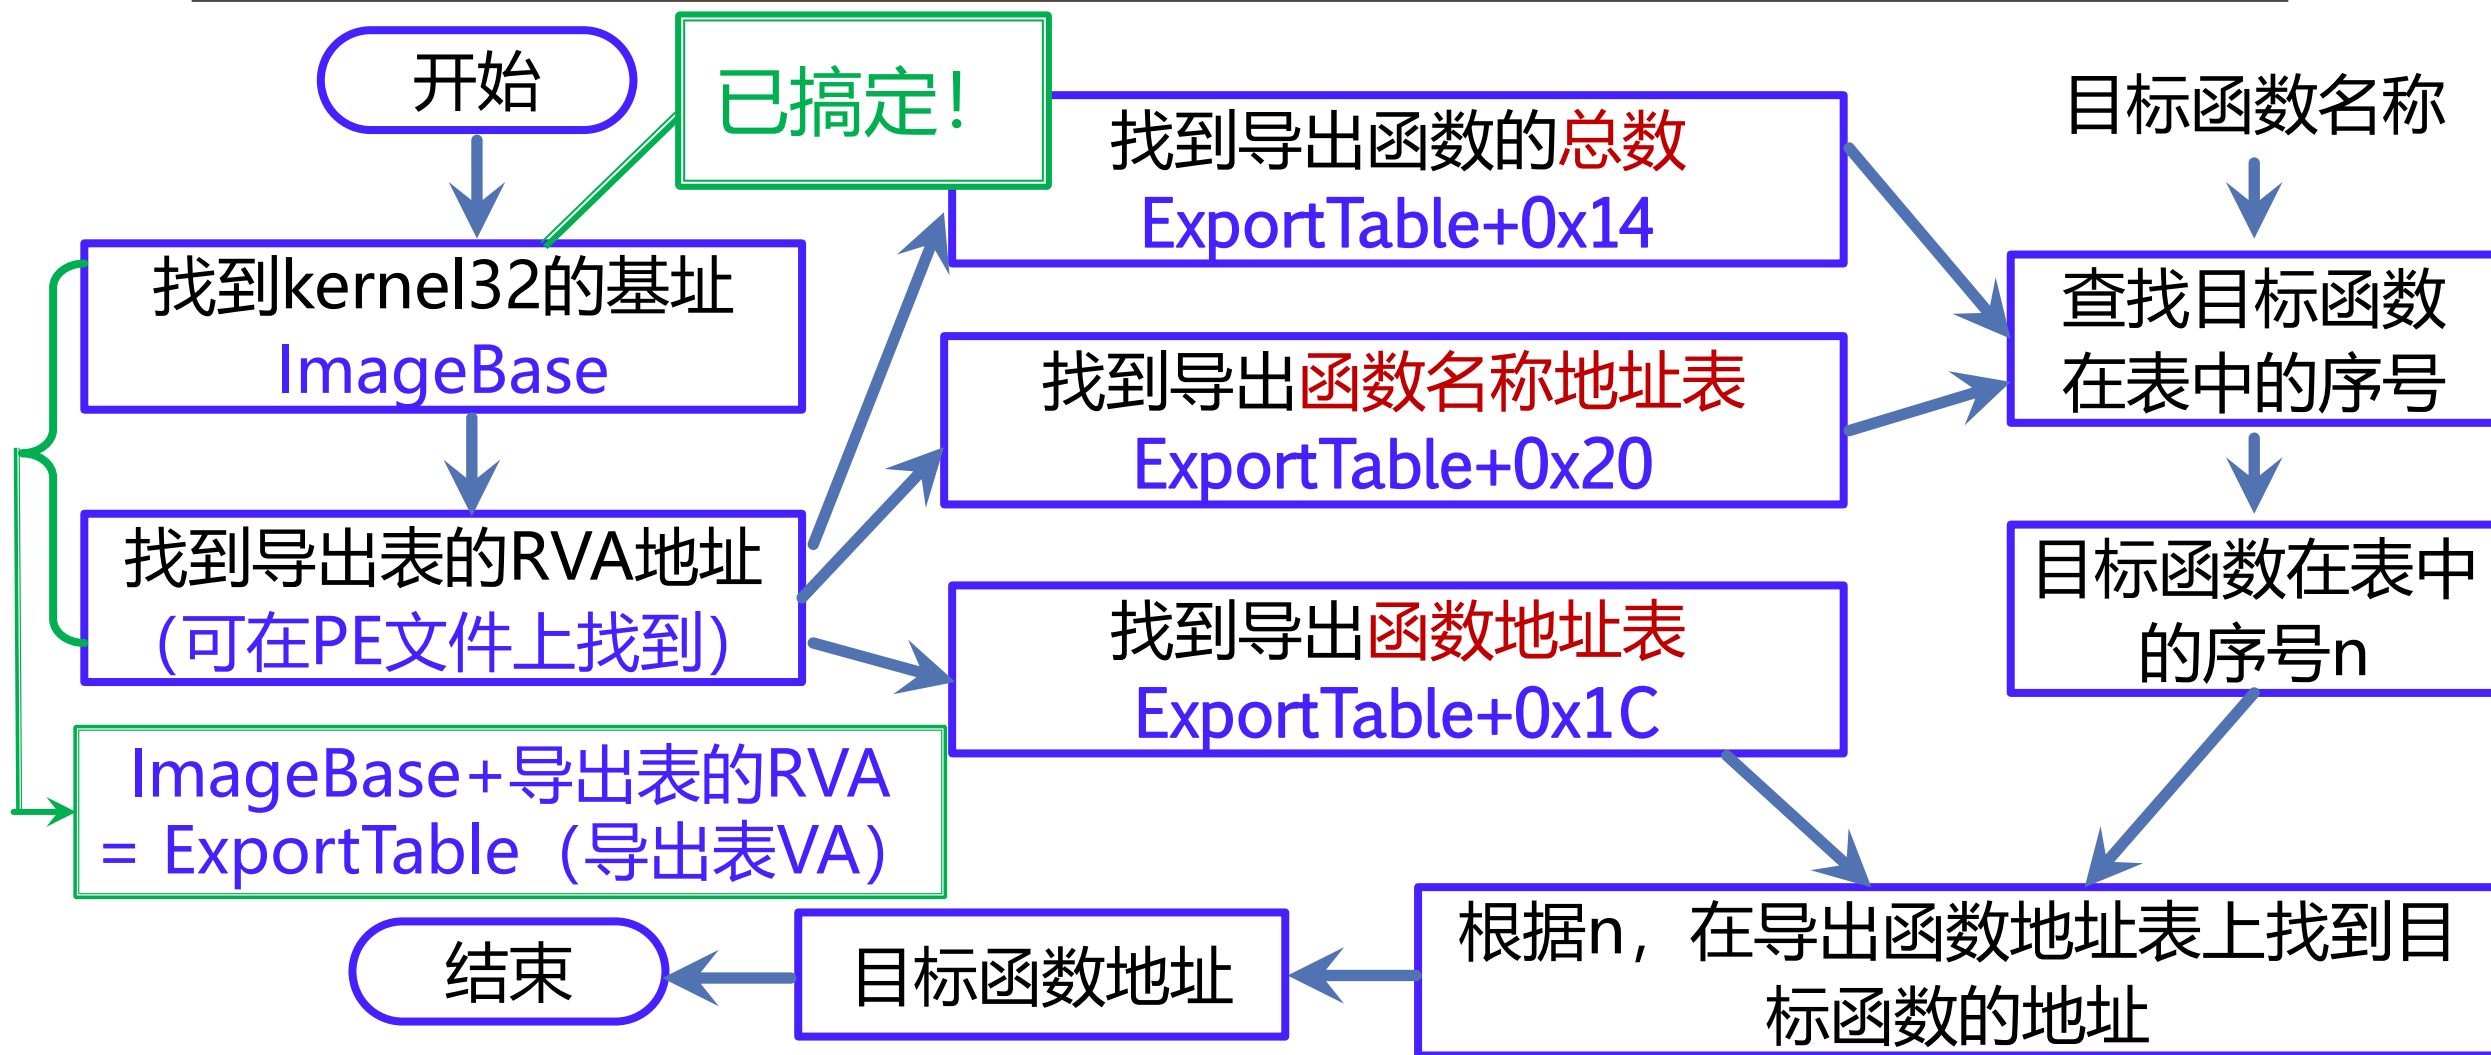 开始
已搞定!
找到kernel32的基址
ImageBase
找到导出表的RVA地址
(可在PE文件上找到)
ImageBase+导出表的RVA
= ExportTable (导出表VA)
找到导出函数的总数
ExportTable+0x14
找到导出函数名称地址表
ExportTable+0x20
找到导出函数地址表
ExportTable+0x1C
目标函数名称
查找目标函数
在表中的序号
目标函数在表中
的序号n
根据n，在导出函数地址表上找到目
标函数的地址
目标函数地址
结束